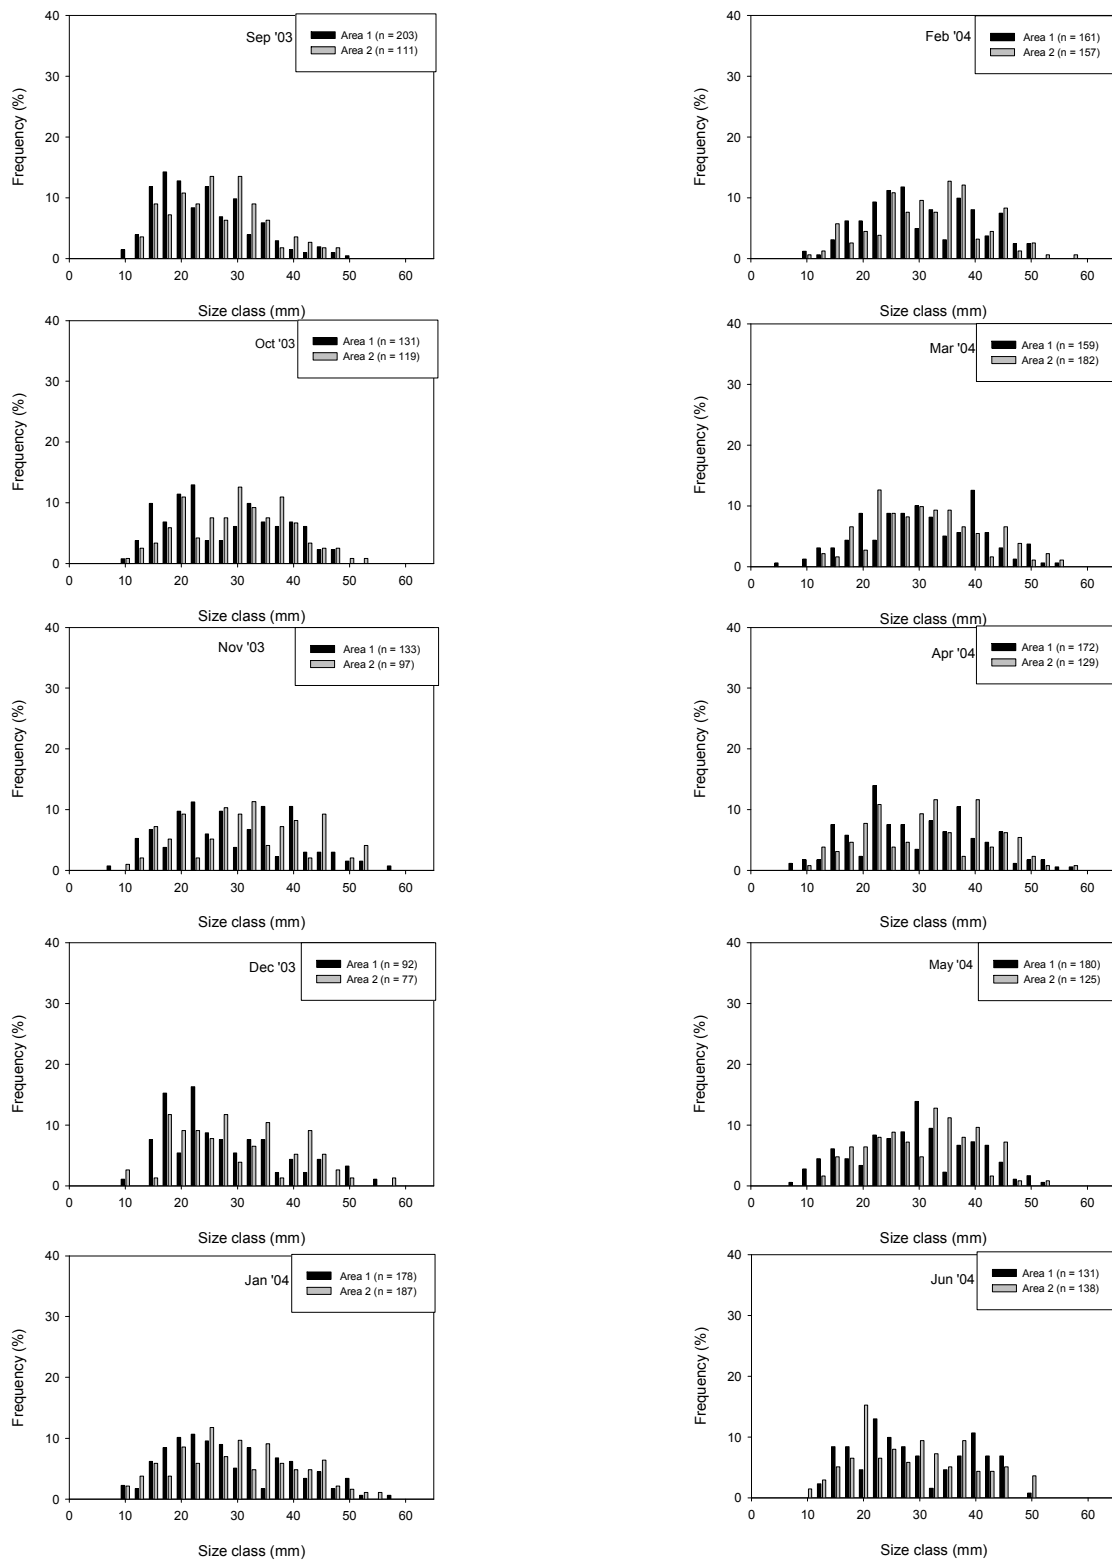 Sep '03
Area 1 (n = 203)
Area 2 (n = 111)
Frequency (%)
40
30
20
10
0
0 10 20 30 40 50 60
Size class (mm)
Oct '03
Area 1 (n = 131)
Area 2 (n = 119)
Frequency (%)
40
30
20
10
0
0 10 20 30 40 50 60
Size class (mm)
Nov '03
Area 1 (n = 133)
Area 2 (n = 97)
Frequency (%)
40
30
20
10
0
0 10 20 30 40 50 60
Size class (mm)
Dec '03
Area 1 (n = 92)
Area 2 (n = 77)
Frequency (%)
40
30
20
10
0
0 10 20 30 40 50 60
Size class (mm)
Jan '04
Area 1 (n = 178)
Area 2 (n = 187)
Frequency (%)
40
30
20
10
0
0 10 20 30 40 50 60
Size class (mm)
Feb '04
Area 1 (n = 161)
Area 2 (n = 157)
Frequency (%)
40
30
20
10
0
0 10 20 30 40 50 60
Size class (mm)
Mar '04
Area 1 (n = 159)
Area 2 (n = 182)
Frequency (%)
40
30
20
10
0
0 10 20 30 40 50 60
Size class (mm)
Apr '04
Area 1 (n = 172)
Area 2 (n = 129)
Frequency (%)
40
30
20
10
0
0 10 20 30 40 50 60
Size class (mm)
May '04
Area 1 (n = 180)
Area 2 (n = 125)
Frequency (%)
40
30
20
10
0
0 10 20 30 40 50 60
Size class (mm)
Jun '04
Area 1 (n = 131)
Area 2 (n = 138)
Frequency (%)
40
30
20
10
0
0 10 20 30 40 50 60
Size class (mm)